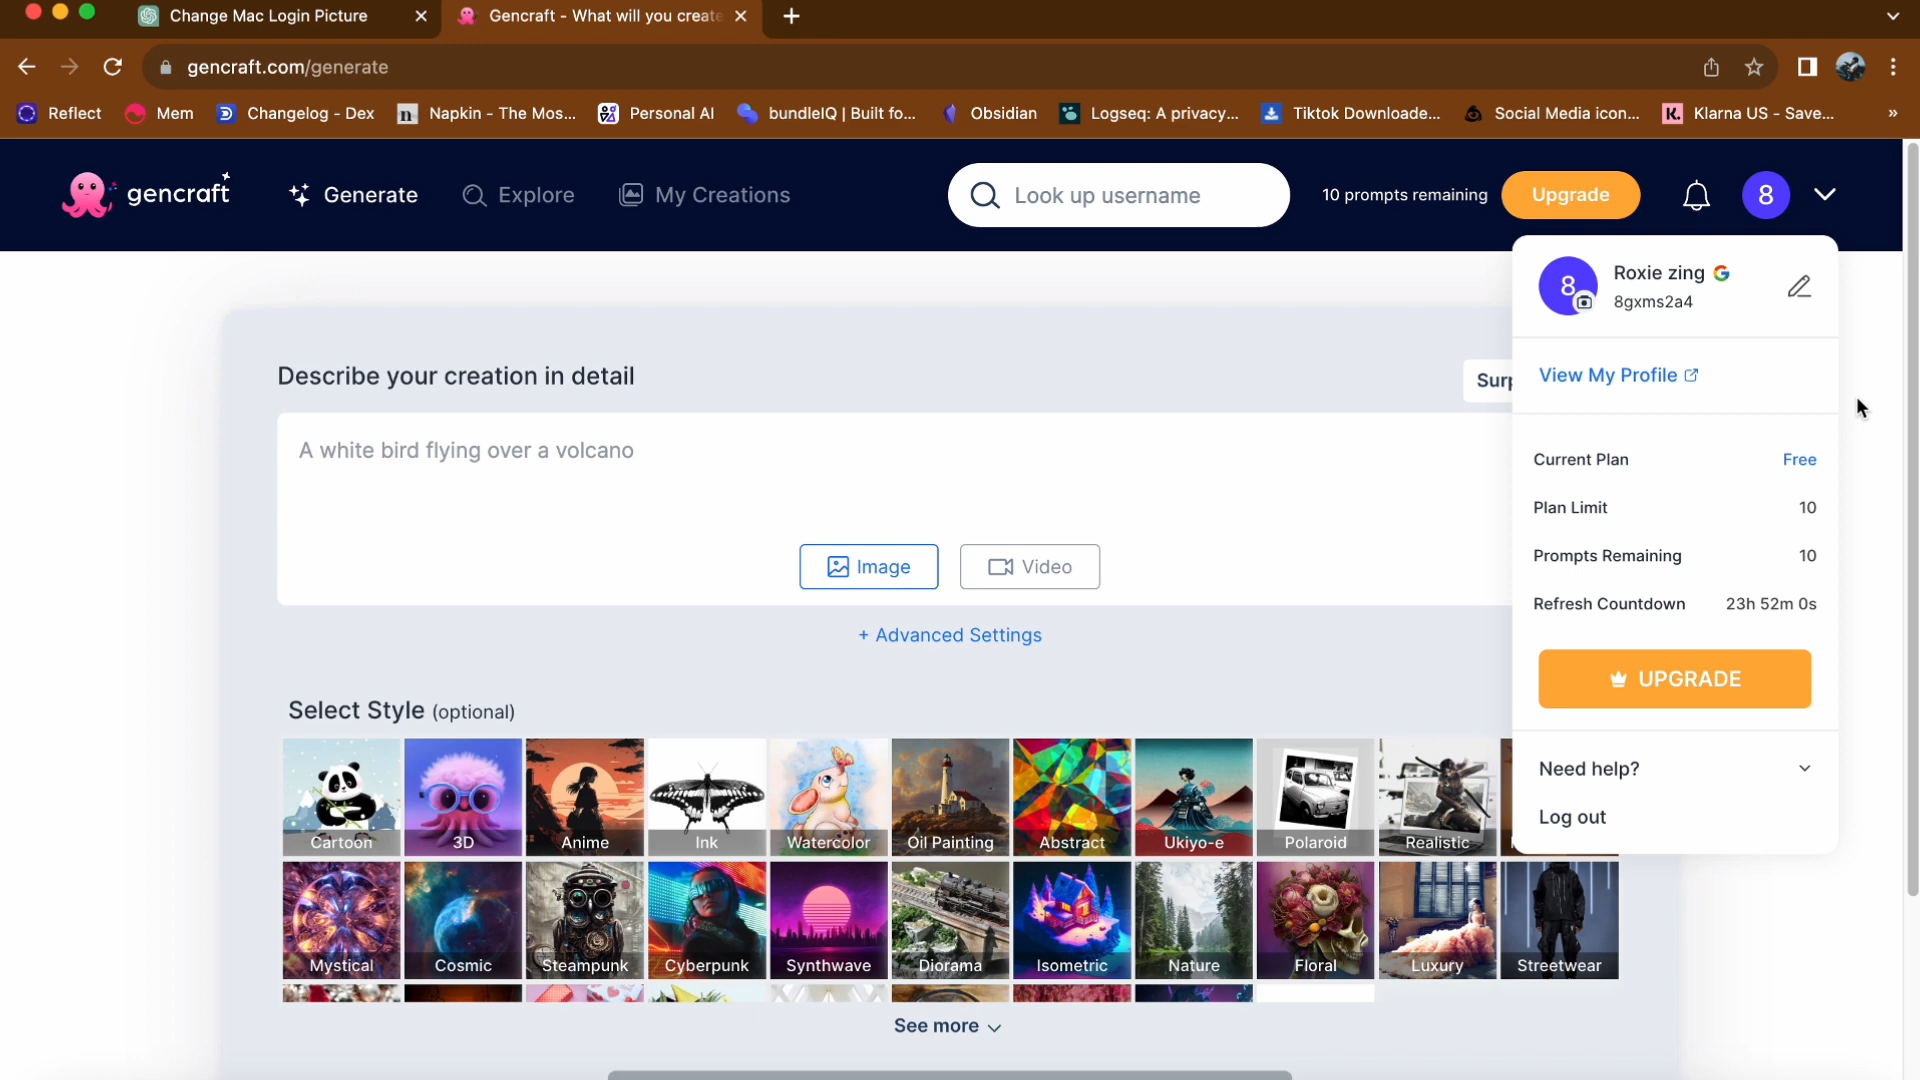 Change Mac Login Picture
Gencraft - What will you create
gencraft.com/generate
Reflect
Mem
Changelog - Dex
Napkin - The Mos...
Personal AI
bundleIQ | Built fo...
Obsidian
Logseq: A privacy...
Tiktok Downloade...
Social Media icon...
Klarna US - Save...
»
gencraft
Generate
Explore
My Creations
Look up username
10 prompts remaining
Upgrade
8
8
Roxie zing
8gxms2a4
View My Profile
Describe your creation in detail
Surp
A white bird flying over a volcano
Image
Video
+ Advanced Settings
Current Plan Free
Plan Limit 10
Prompts Remaining 10
Refresh Countdown 23h 52m 0s
UPGRADE
Need help?
Log out
Select Style (optional)
Cartoon
3D
Anime
Ink
Watercolor
Oil Painting
Abstract
Ukiyo-e
Polaroid
Realistic
Mystical
Cosmic
Steampunk
Cyberpunk
Synthwave
Diorama
Isometric
Nature
Floral
Luxury
Streetwear
See more